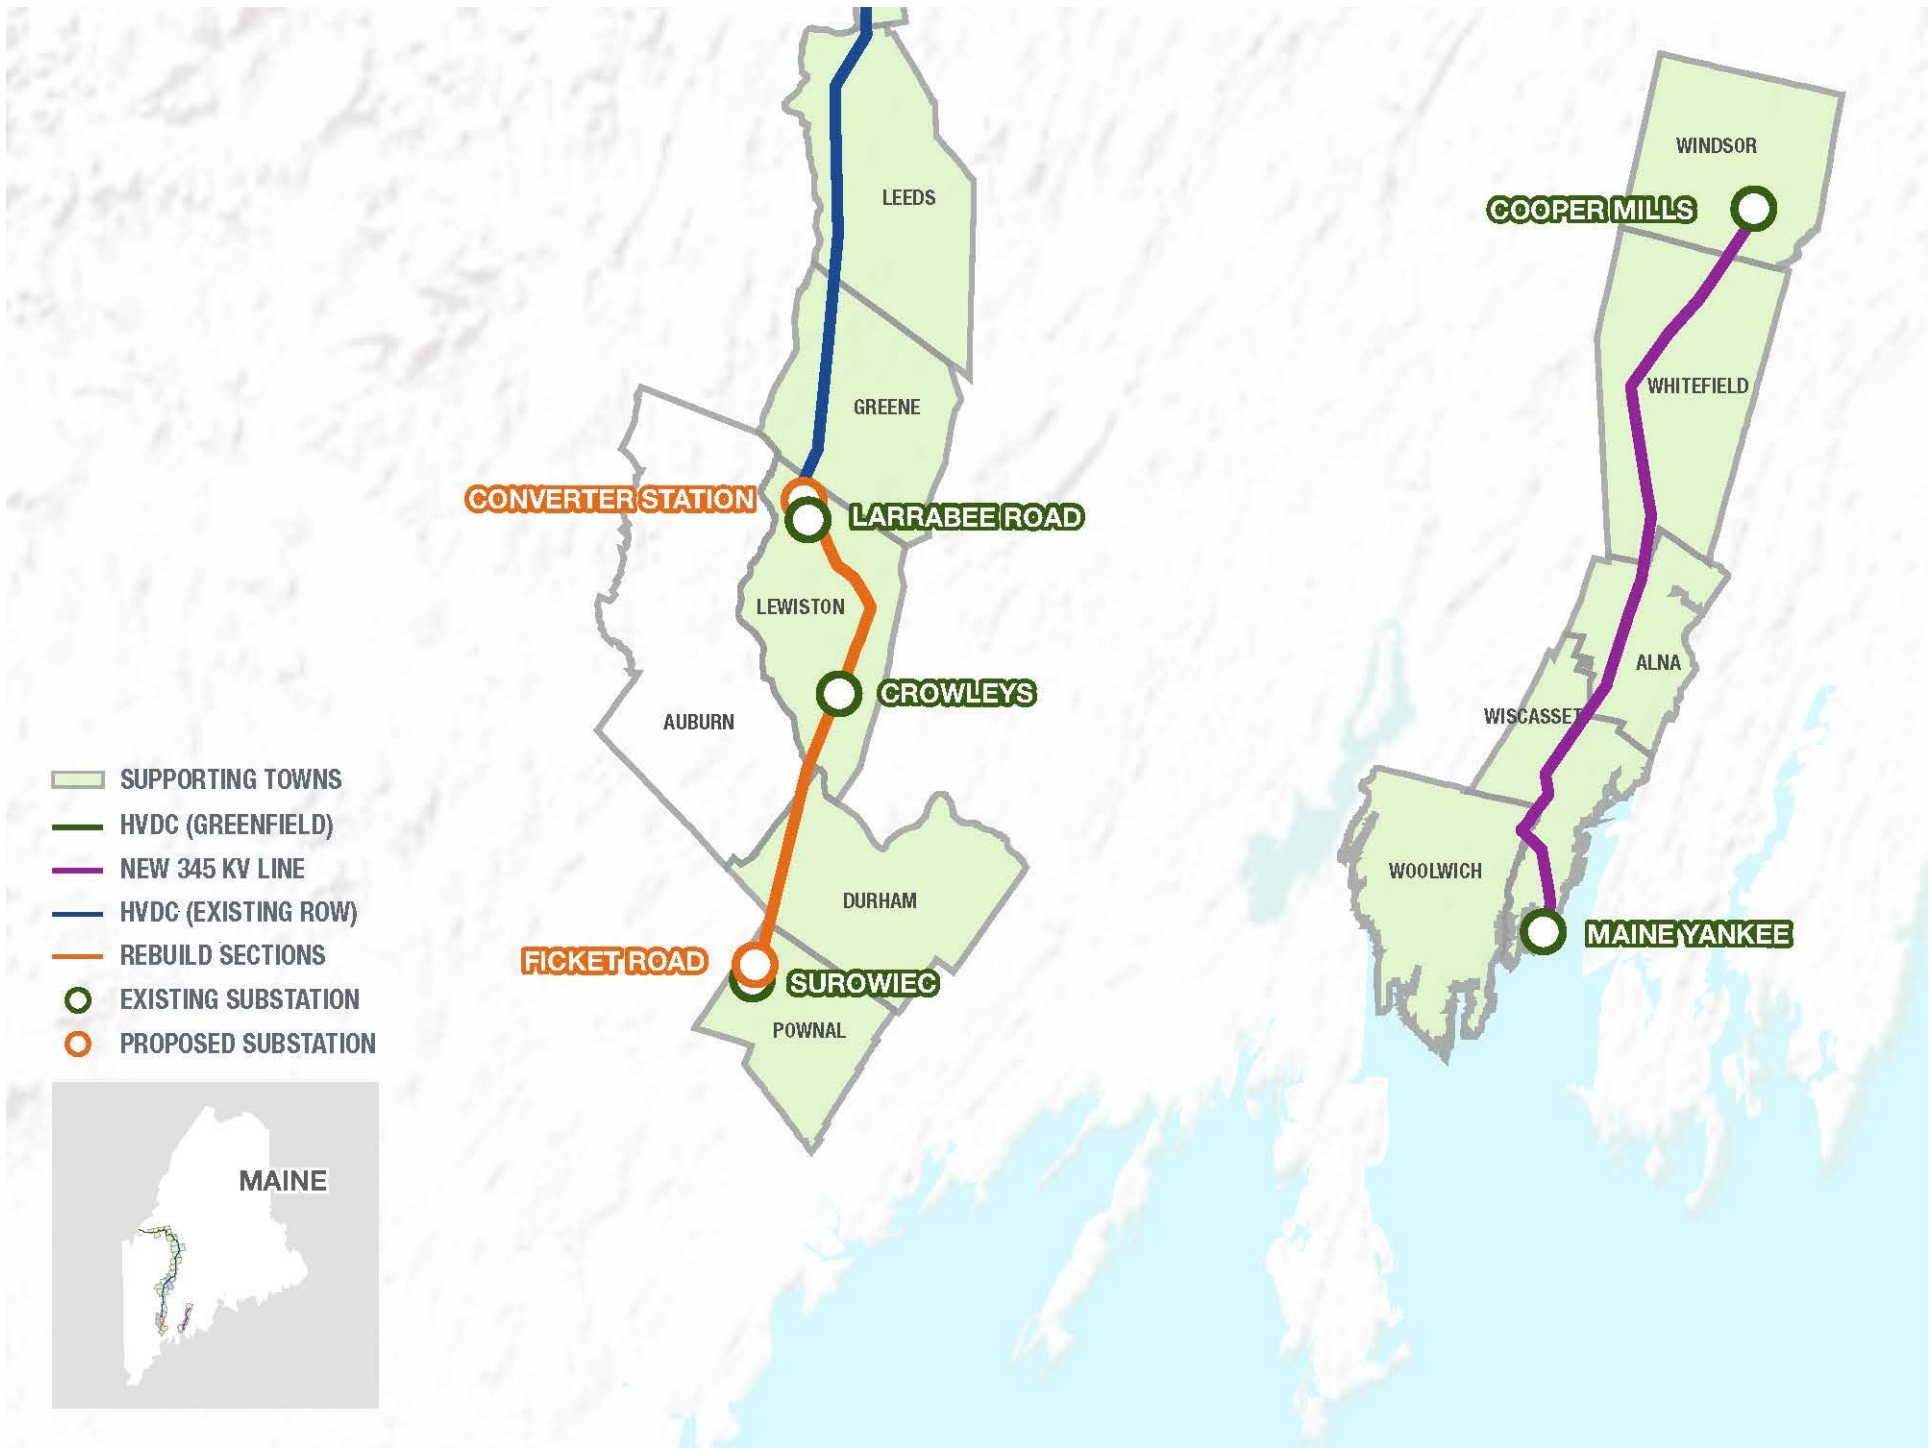 WINDSOR
LEEDS
COOPER MILLS
WHITEFIELD
GREENE
CONVERTER STATION
LARRABEE ROAD
LEWISTON
ALNA
CROWLEYS
WISCASSET
AUBURN
SUPPORTING TOWNS
HVDC (GREENFIELD)
NEW 345 KV LINE
HVDC (EXISTING ROW)
REBUILD SECTIONS
EXISTING SUBSTATION
PROPOSED SUBSTATION
WOOLWICH
DURHAM
MAINE YANKEE
FICKET ROAD
SUROWIEC
POWNAL
MAINE